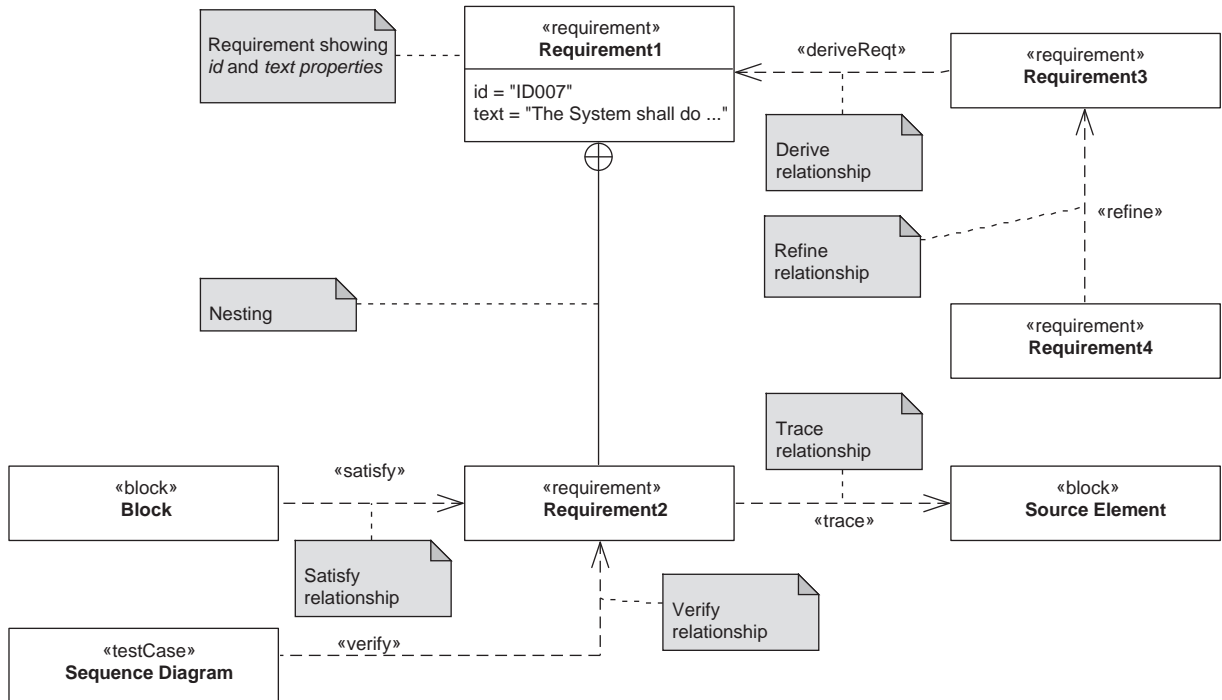 Requirement showing
id and text properties
«requirement»
Requirement1
id = "ID007"
text = "The System shall do ..."
«deriveReqt»
«requirement»
Requirement3
Derive
relationship
Refine
relationship
«refine»
Nesting
«requirement»
Requirement4
Trace
relationship
«block»
Block
«satisfy»
«requirement»
Requirement2
«trace»
«block»
Source Element
Satisfy
relationship
Verify
relationship
«testCase»
Sequence Diagram
«verify»